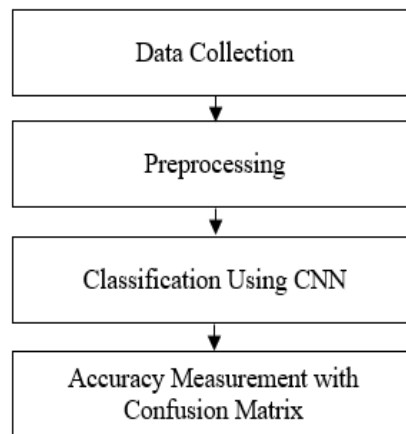 Data Collection
Preprocessing
Classification Using CNN
Accuracy Measurement with
Confusion Matrix